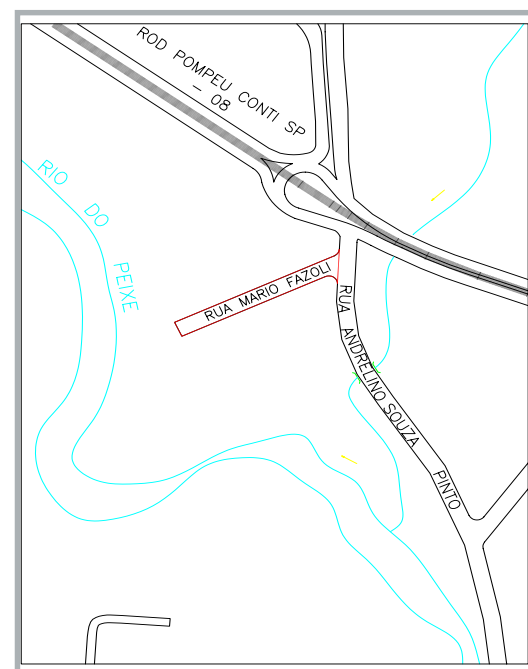 ROD POMPEU CONTI SP
- 08
RIO DO PEIXE
RUA MARIO FAZOLI
RUA ANDRELINO SOUZA PINTO